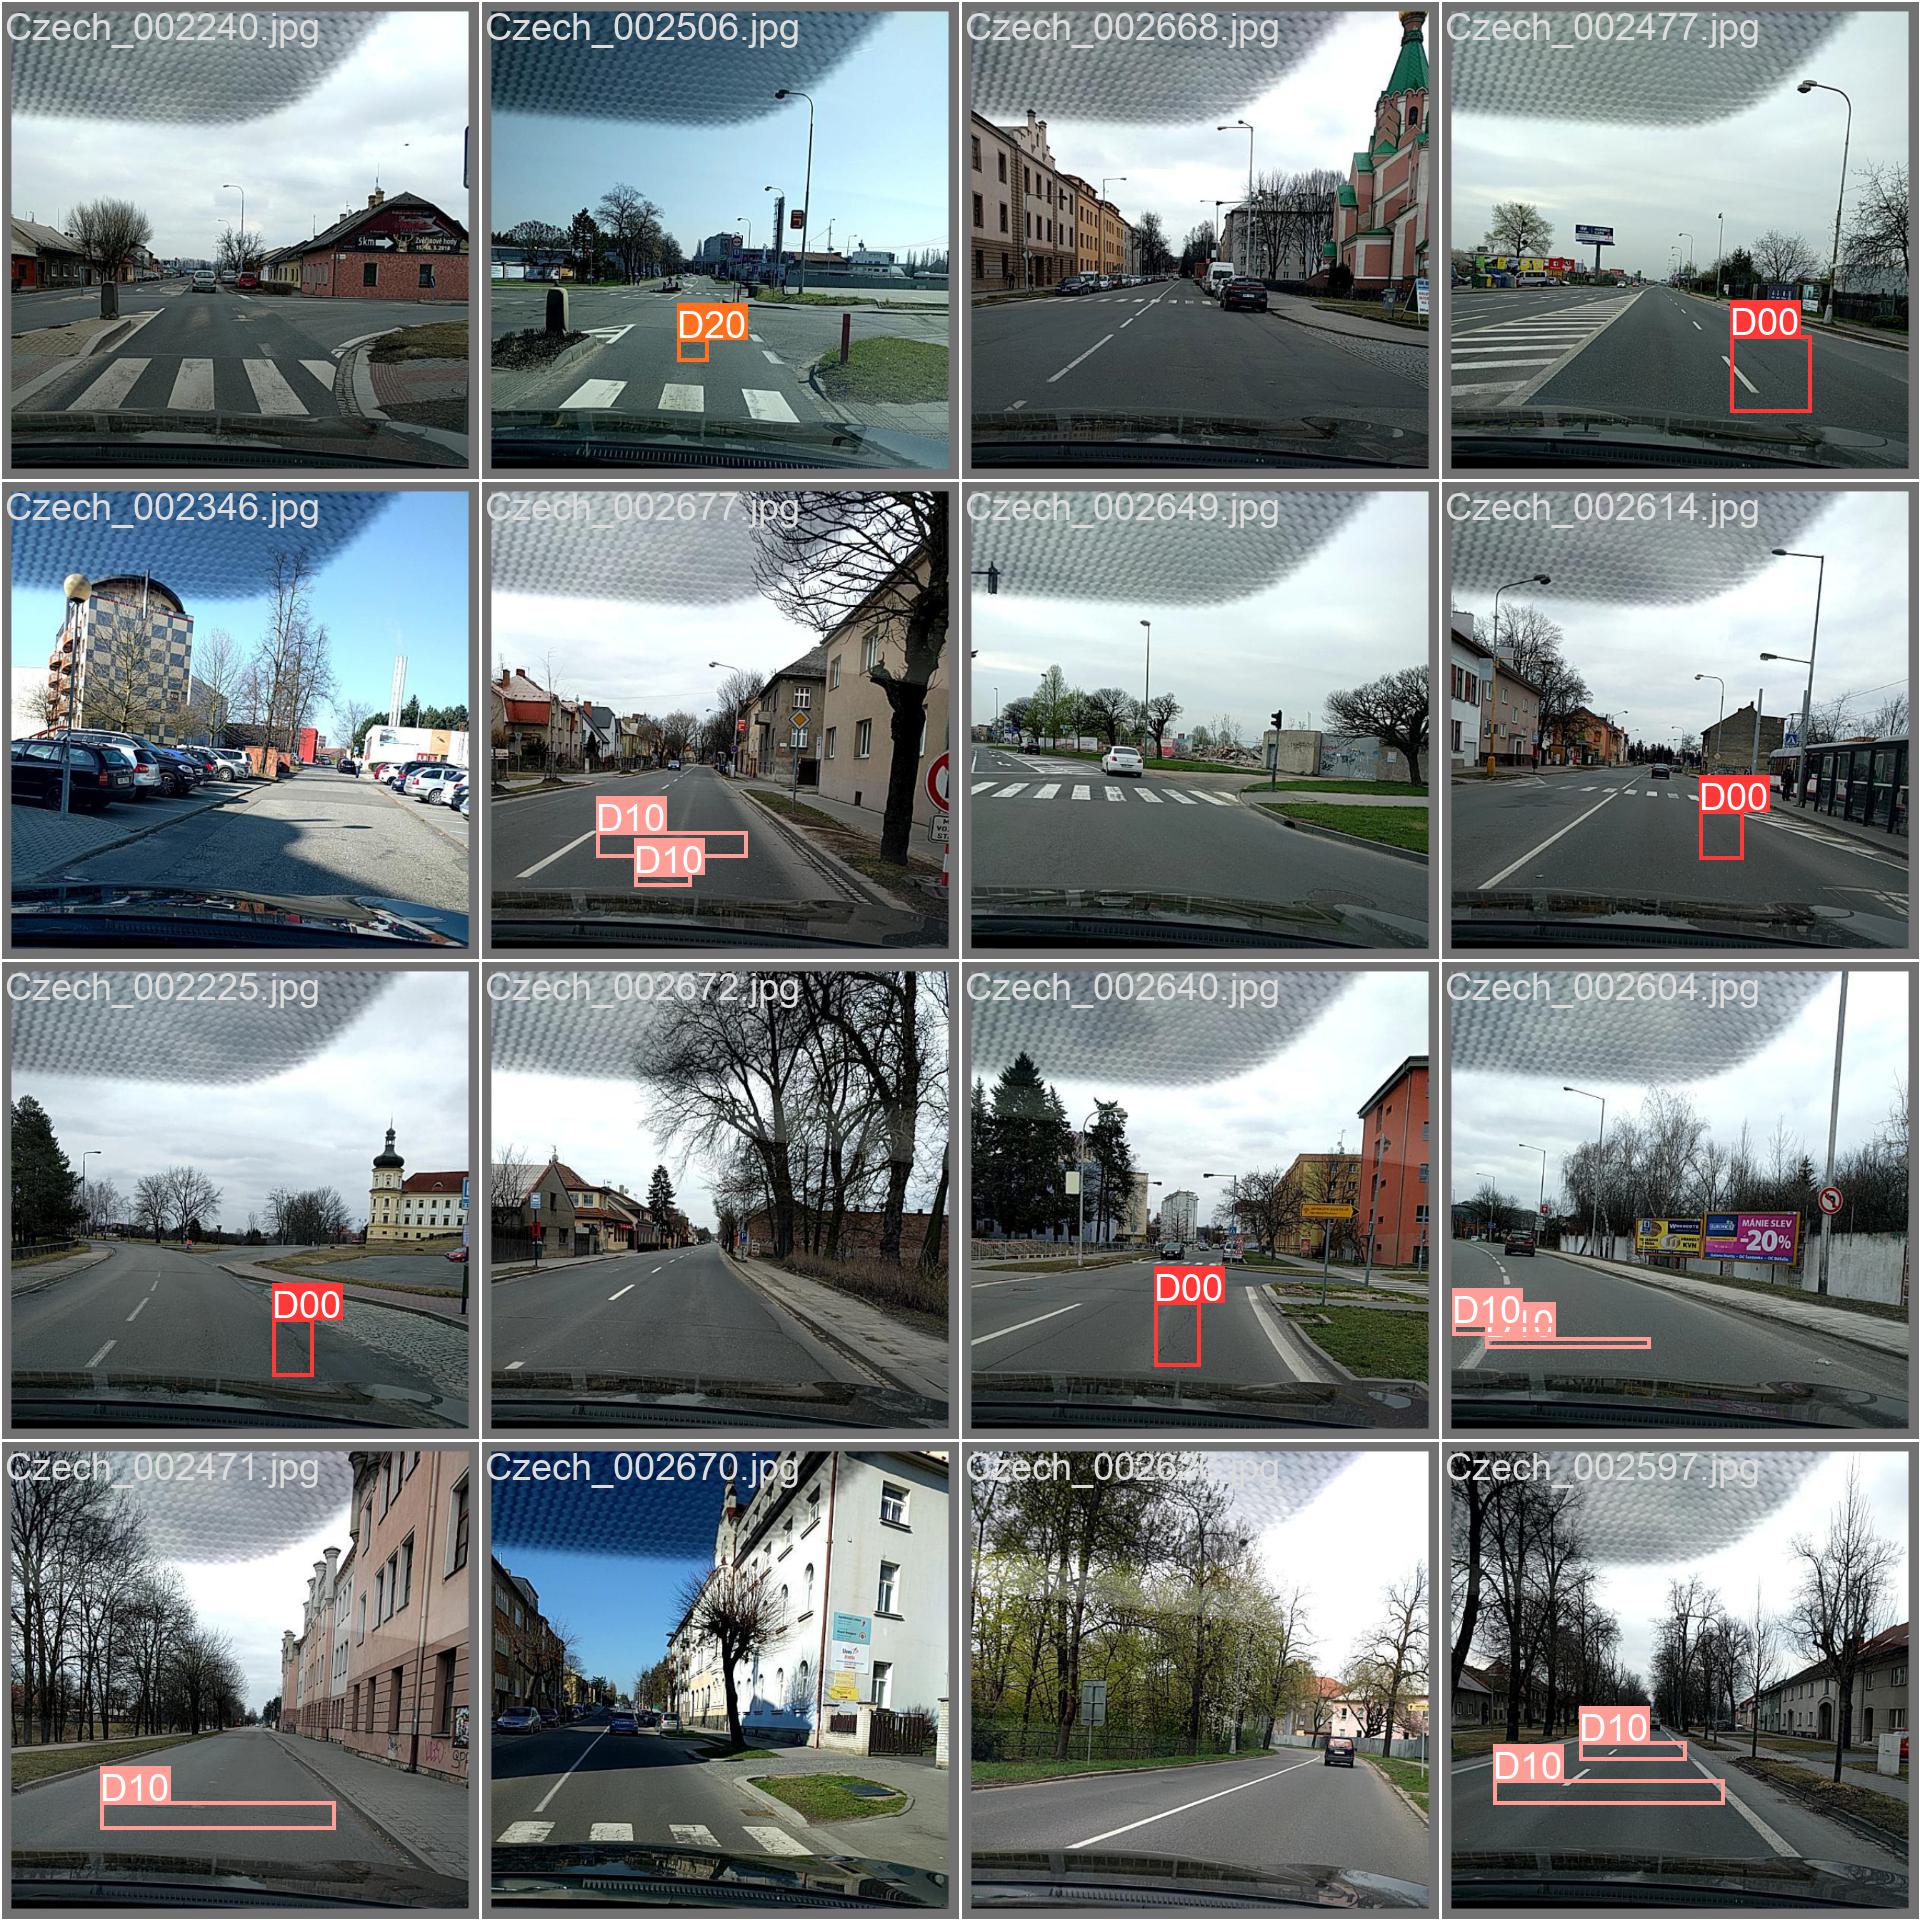 Czech_002240.jpg
5km
Czech_002506.jpg
D20
Czech_002668.jpg
Czech_002477.jpg
D00
Czech_002346.jpg
Czech_002677.jpg
D10
D10
Czech_002649.jpg
Czech_002614.jpg
D00
Czech_002225.jpg
D00
Czech_002672.jpg
Czech_002640.jpg
D00
Czech_002604.jpg
MÁNIE SLEV
-20%
D10
D10
Czech_002471.jpg
D10
Czech_002670.jpg
Czech_002597.jpg
D10
D10